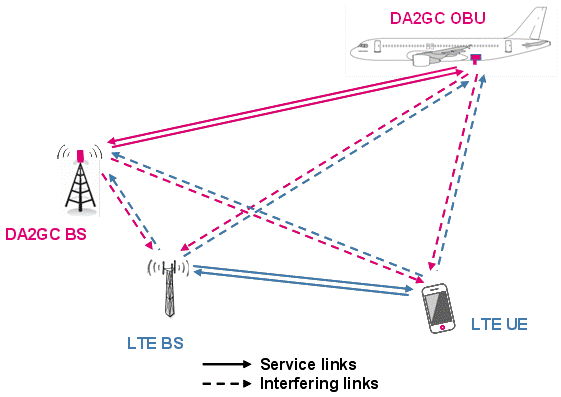 DA2GC OBU
DA2GC BS
LTE BS
LTE UE
Service links
Interfering links